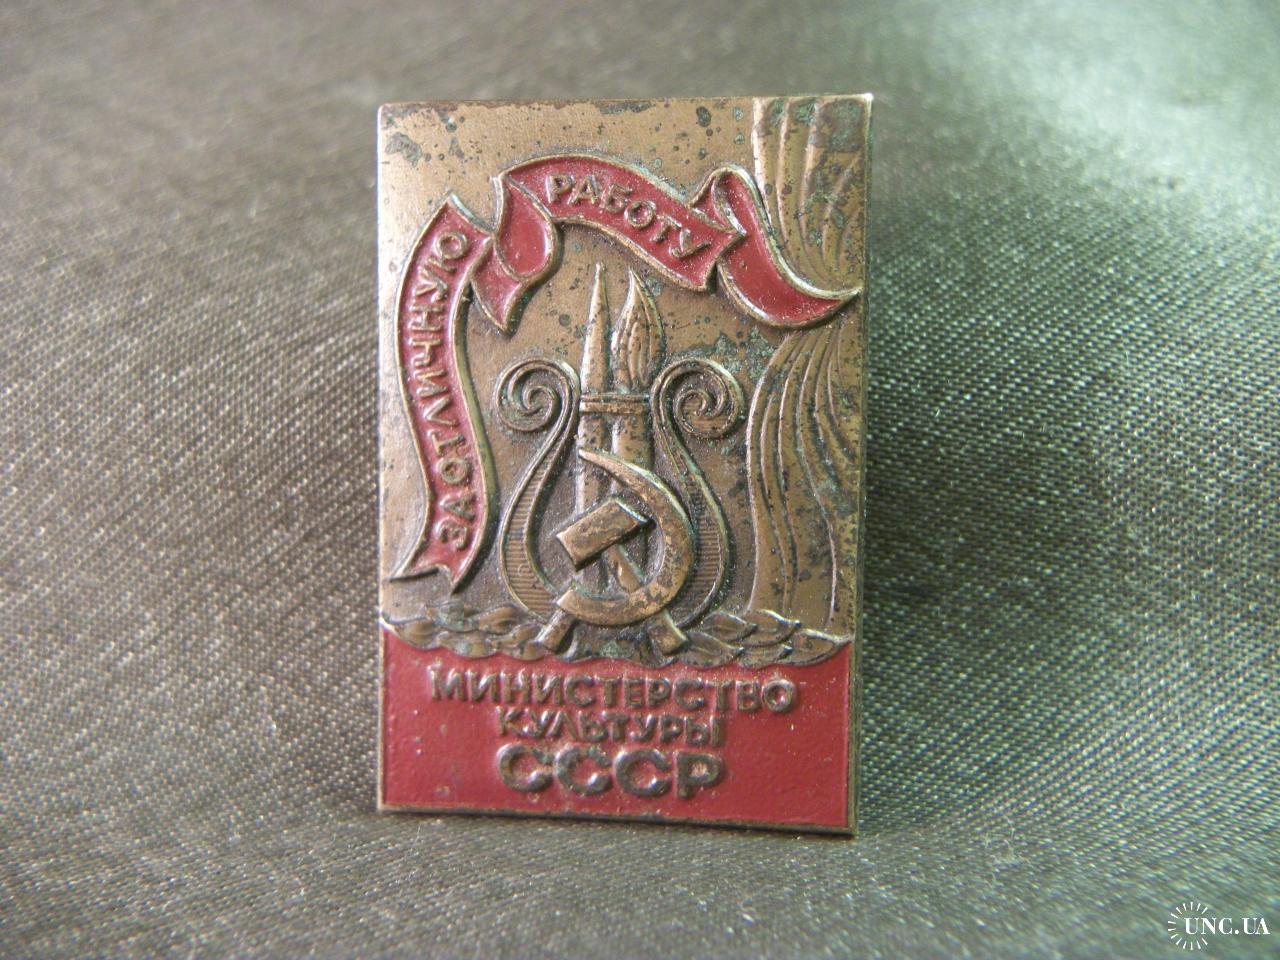 ЗА ОТЛИЧНУЮ РАБОТУ
МИНИСТЕРСТВО
КУЛЬТУРЫ
СССР
UNC.UA